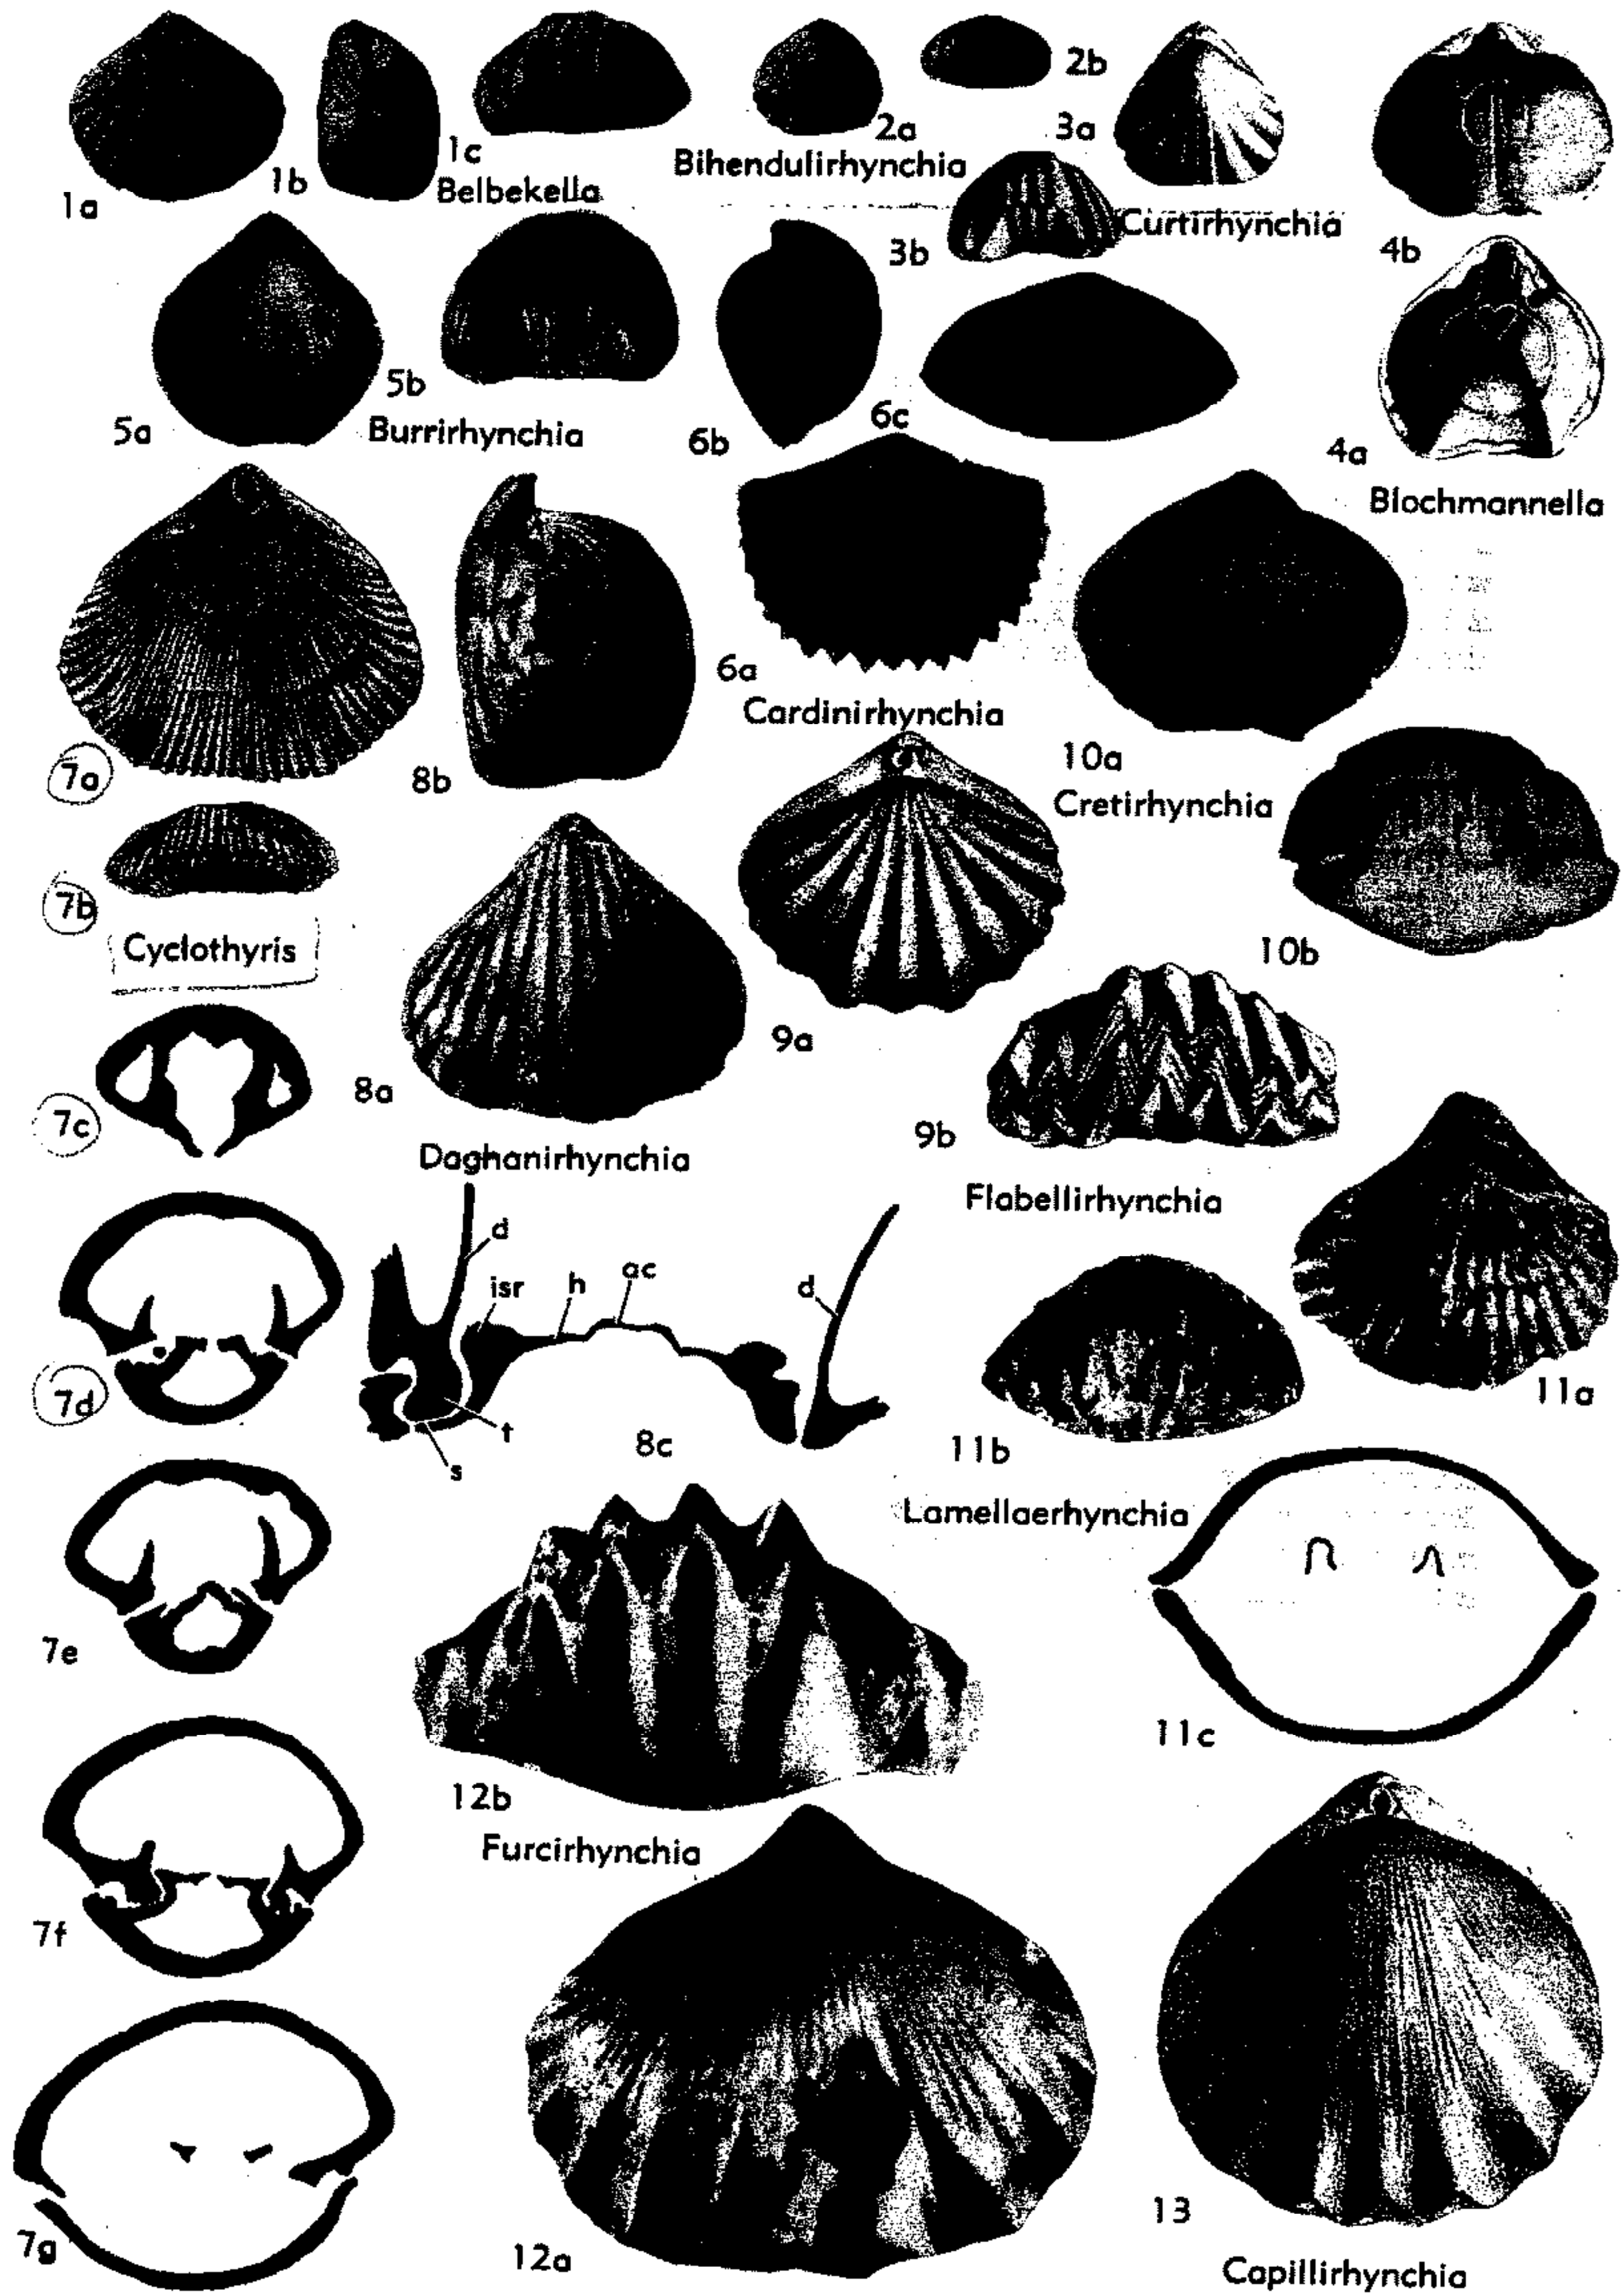 1a
1b
1c
Belbekella
2a
2b
Bihendulirhynchia
3a
3b
Curtirhynchia
4b
4a
Blochmannella
5a
5b
Burrirhynchia
6b
6c
6a
Cardinirhynchia
7a
7b
Cyclothyris
7c
7d
7e
7f
7g
8b
8a
Daghanirhynchia
d
isr
h
ac
d
t
s
8c
9a
9b
Flabellirhynchia
10a
Cretirhynchia
10b
11a
11b
Lamellaerhynchia
11c
12b
Furcirhynchia
12a
13
Capillirhynchia